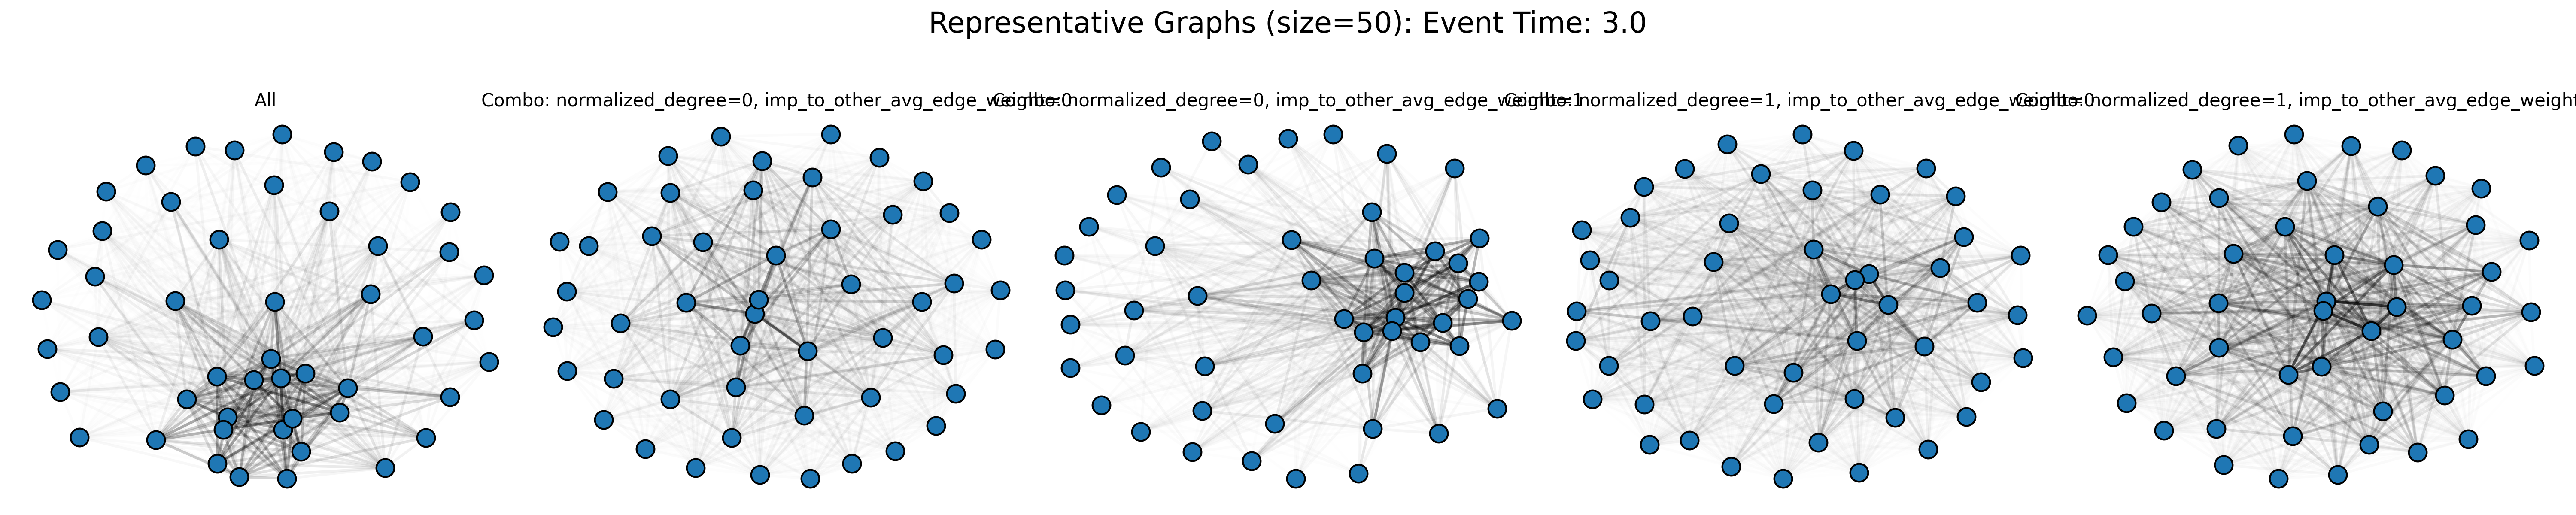 Representative Graphs (size=50): Event Time: 3.0
All
Combo: normalized_degree=0, imp_to_other_avg_edge_weight=0
Combo: normalized_degree=0, imp_to_other_avg_edge_weight=1
Combo: normalized_degree=1, imp_to_other_avg_edge_weight=0
Combo: normalized_degree=1, imp_to_other_avg_edge_weight